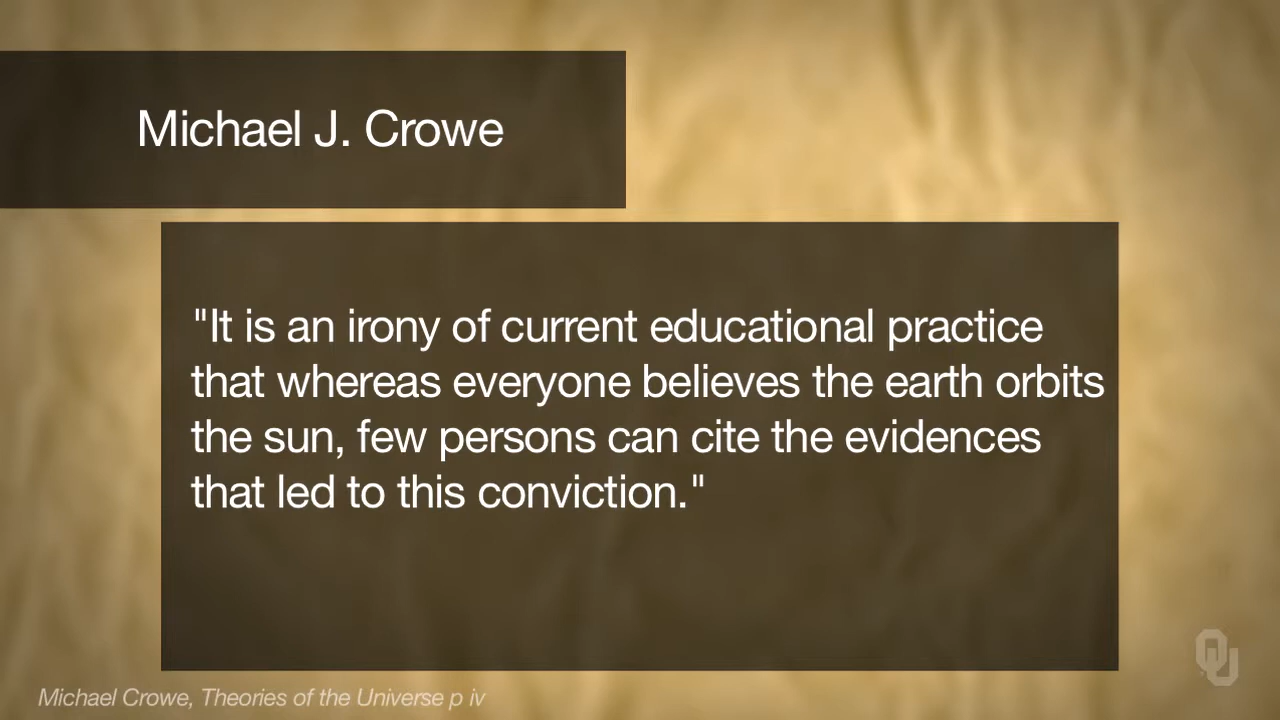 Michael J. Crowe
"It is an irony of current educational practice
that whereas everyone believes the earth orbits
the sun, few persons can cite the evidences
that led to this conviction."
OU
Michael Crowe, Theories of the Universe p iv